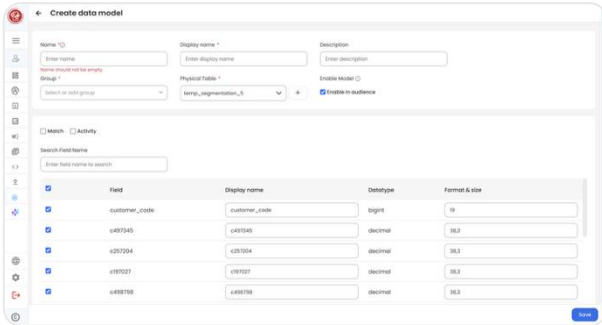 ← Create data model
Name *
Display name *
Description
Enter name
Enter display name
Enter description
Name should not be empty
Group *
Physical Table *
Enable Model
Select or add group
temp_segmentation_5
+
Enable in audience
Match
Activity
Search Field Name
Enter field name to search
Field
Display name
Datatype
Format & size
customer_code
customer_code
bigint
19
c497345
c497345
decimal
38,3
c257204
c257204
decimal
38,3
c197027
c197027
decimal
38,3
c498798
c498798
decimal
38,3
Save